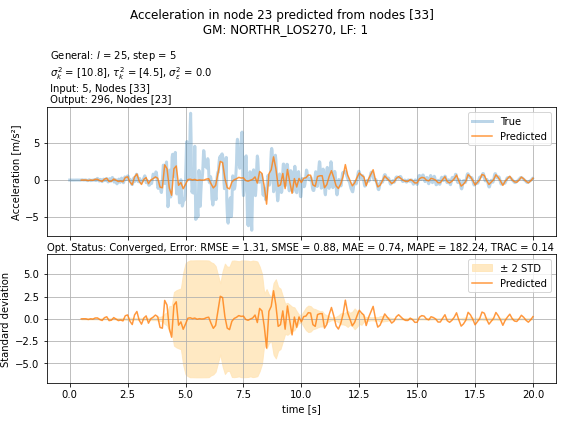 Acceleration in node 23 predicted from nodes [33]
GM: NORTHR_LOS270, LF: 1
General: l = 25, step = 5
σ²ₖ = [10.8], τ²ₖ = [4.5], σ²ₑ = 0.0
Input: 5, Nodes [33]
Output: 296, Nodes [23]
Acceleration [m/s²]
5
0
−5
True
Predicted
Opt. Status: Converged, Error: RMSE = 1.31, SMSE = 0.88, MAE = 0.74, MAPE = 182.24, TRAC = 0.14
Standard deviation
5.0
2.5
0.0
−2.5
−5.0
± 2 STD
Predicted
0.0 2.5 5.0 7.5 10.0 12.5 15.0 17.5 20.0
time [s]